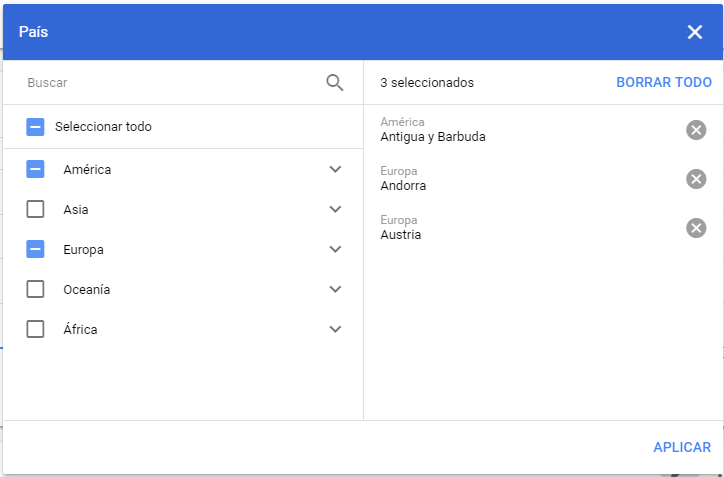 País
Buscar
Seleccionar todo
América
Asia
Europa
Oceanía
África
3 seleccionados
BORRAR TODO
América
Antigua y Barbuda
Europa
Andorra
Europa
Austria
APLICAR